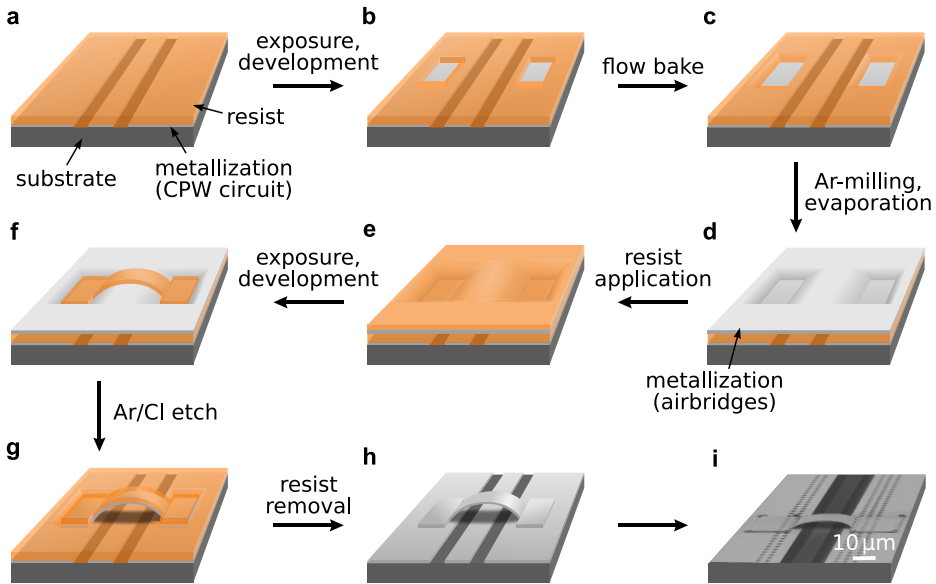 a
exposure,
development
b
flow bake
c
resist
metallization
(CPW circuit)
substrate
Ar-milling,
evaporation
f
exposure,
development
e
resist
application
d
metallization
(airbridges)
Ar/Cl etch
g
resist
removal
h
i
10 µm